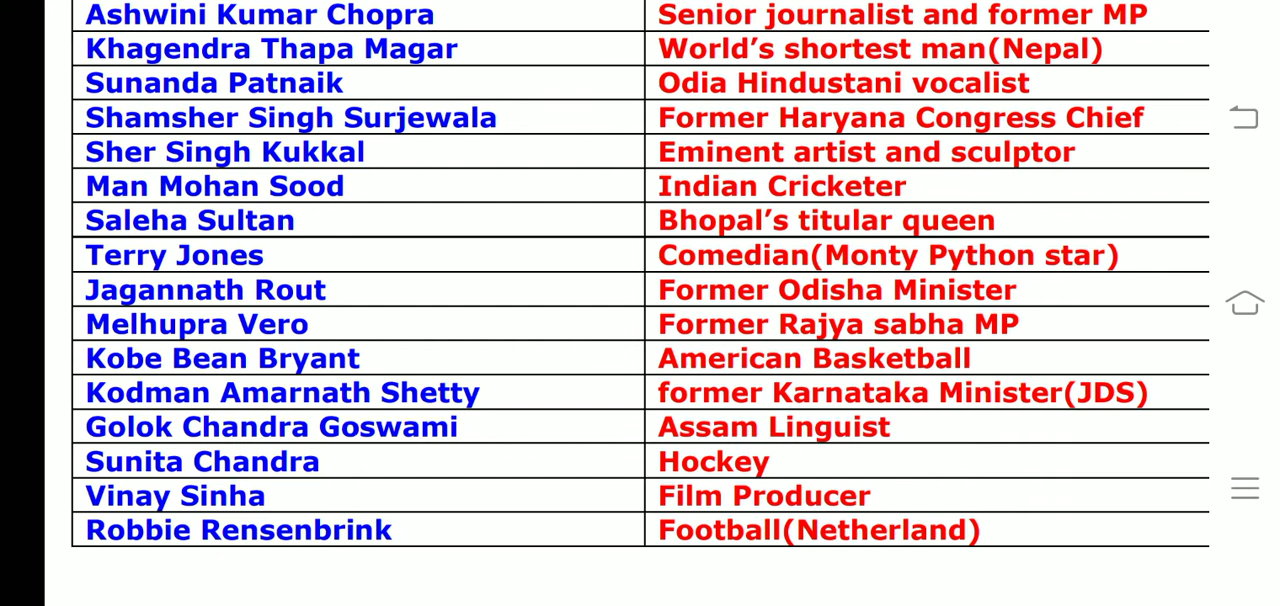 Ashwini Kumar Chopra Senior journalist and former MP
Khagendra Thapa Magar World's shortest man(Nepal)
Sunanda Patnaik Odia Hindustani vocalist
Shamsher Singh Surjewala Former Haryana Congress Chief
Sher Singh Kukkal Eminent artist and sculptor
Man Mohan Sood Indian Cricketer
Saleha Sultan Bhopal's titular queen
Terry Jones Comedian(Monty Python star)
Jagannath Rout Former Odisha Minister
Melhupra Vero Former Rajya sabha MP
Kobe Bean Bryant American Basketball
Kodman Amarnath Shetty former Karnataka Minister(JDS)
Golok Chandra Goswami Assam Linguist
Sunita Chandra Hockey
Vinay Sinha Film Producer
Robbie Rensenbrink Football(Netherland)